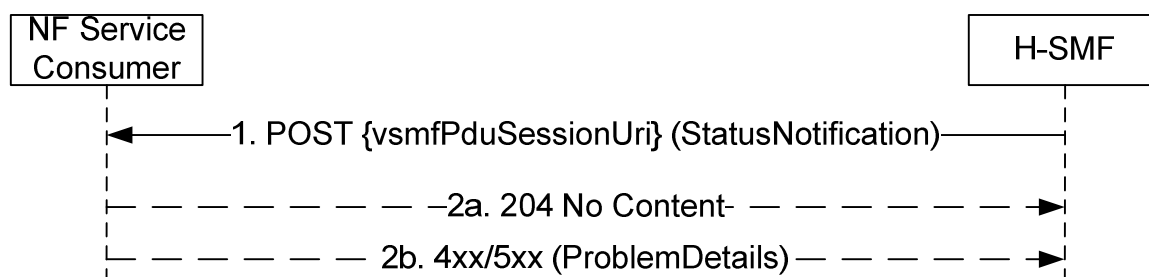 NF Service
Consumer
H-SMF
1. POST {vsmfPduSessionUri} (StatusNotification)
2a. 204 No Content
2b. 4xx/5xx (ProblemDetails)